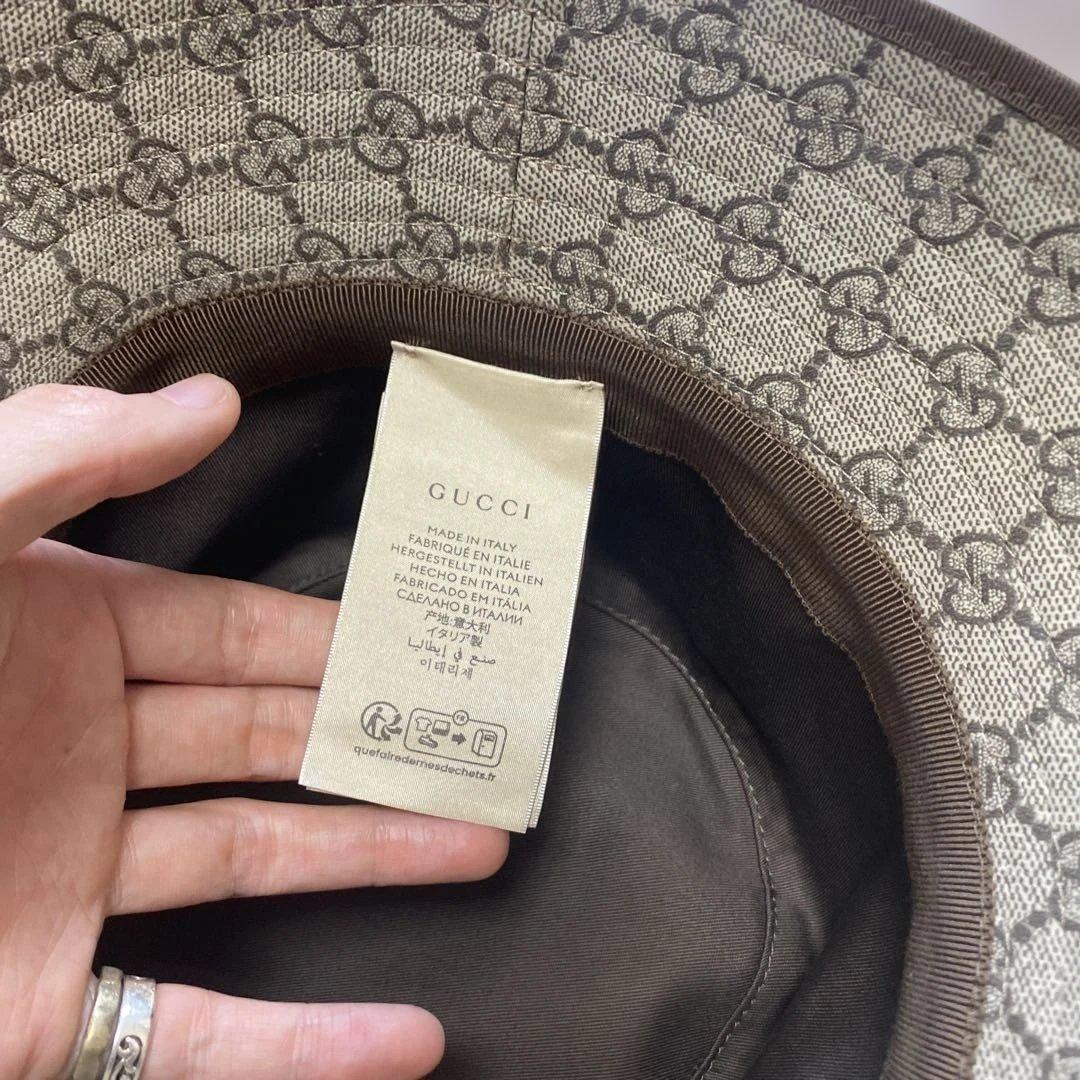 GUCCI
MADE IN ITALY
FABRIQUÉ EN ITALIE
HERGESTELLT IN ITALIEN
HECHO EN ITALIA
FABRICADO EM ITÁLIA
СДЕЛАНО В ИТАЛИИ
产地:意大利
イタリア製
صنع في إيطاليا
이태리제
FR
quefairedemesdechets.fr